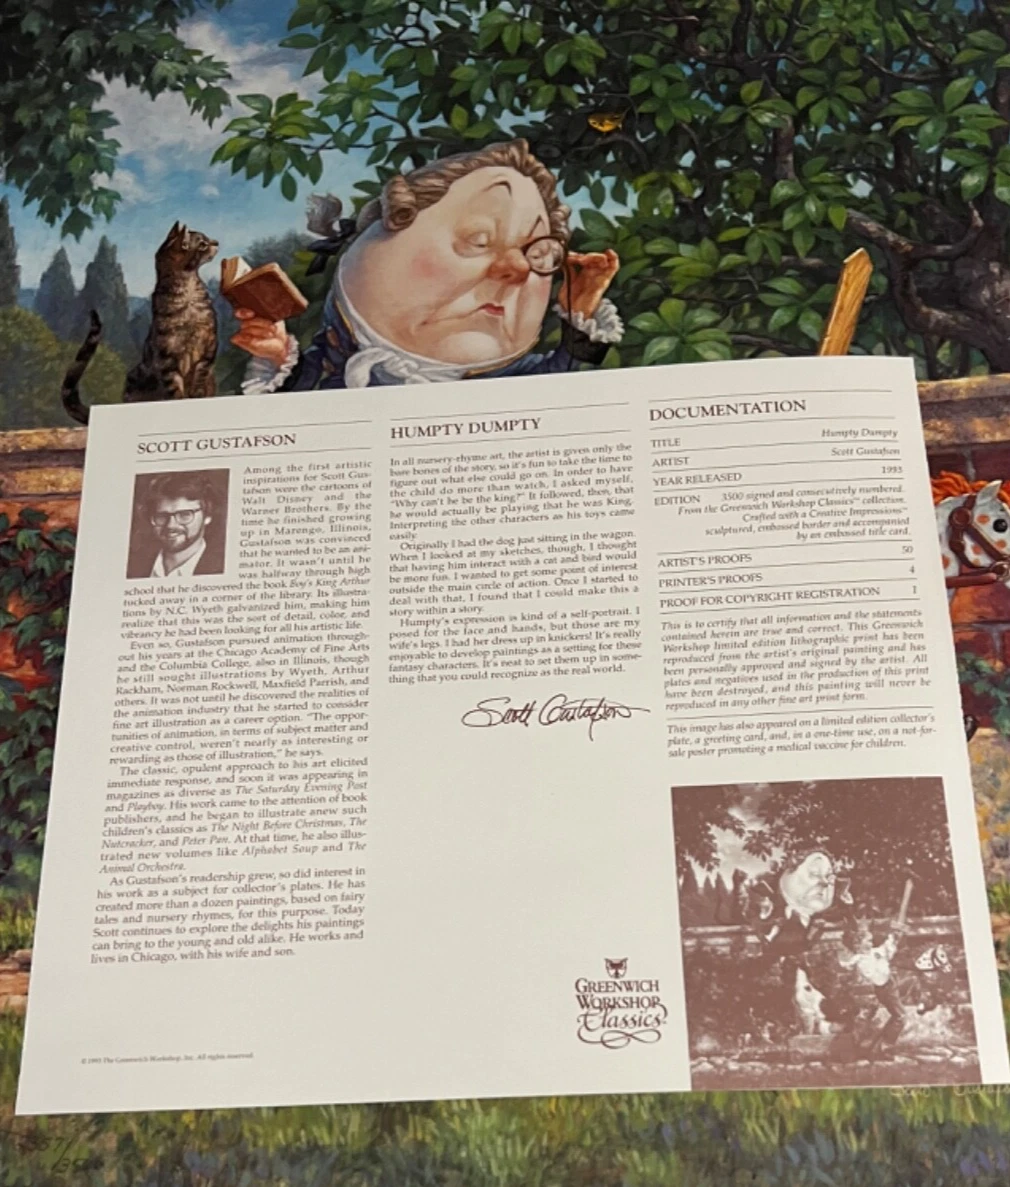 SCOTT GUSTAFSON
Among the first artistic
inspirations for Scott Gus-
tafson were the cartoons of
Walt Disney and the
Warner Brothers. By the
time he finished growing
up in Marengo, Illinois,
Gustafson was convinced
that he wanted to be an ani-
mator. It wasn't until he
was halfway through high
school that he discovered the book Boy's King Arthur
tucked away in a corner of the library. Its illustra-
tions by N.C. Wyeth galvanized him, making him
realize that this was the sort of detail, color, and
vibrancy he had been looking for all his artistic life.
Even so, Gustafson pursued animation through-
out his years at the Chicago Academy of Fine Arts
and the Columbia College, also in Illinois, though
he still sought illustrations by Wyeth, Arthur
Rackham, Norman Rockwell, Maxfield Parrish, and
others. It was not until he discovered the realities of
the animation industry that he started to consider
fine art illustration as a career option. "The oppor-
tunities of animation, in terms of subject matter and
creative control, weren't nearly as interesting or
rewarding as those of illustration," he says.
The classic, opulent approach to his art elicited
immediate response, and soon it was appearing in
magazines as diverse as The Saturday Evening Post
and Playboy. His work came to the attention of book
publishers, and he began to illustrate anew such
children's classics as The Night Before Christmas, The
Nutcracker, and Peter Pan. At that time, he also illus-
trated new volumes like Alphabet Soup and The
Animal Orchestra.
As Gustafson's readership grew, so did interest in
his work as a subject for collector's plates. He has
created more than a dozen paintings, based on fairy
tales and nursery rhymes, for this purpose. Today
Scott continues to explore the delights his paintings
can bring to the young and old alike. He works and
lives in Chicago, with his wife and son.
© 1993 The Greenwich Workshop, Inc. All rights reserved.
HUMPTY DUMPTY
In all nursery-rhyme art, the artist is given only the
bare bones of the story, so it's fun to take the time to
figure out what else could go on. In order to have
the child do more than watch, I asked myself,
"Why can't he be the king?" It followed, then, that
he would actually be playing that he was King,
interpreting the other characters as his toys came
easily.
Originally I had the dog just sitting in the wagon.
When I looked at my sketches, though, I thought
that having him interact with a cat and bird would
be more fun. I wanted to get some point of interest
outside the main circle of action. Once I started to
deal with that, I found that I could make this a
story within a story.
Humpty's expression is kind of a self-portrait. I
posed for the face and hands, but those are my
wife's legs. I had her dress up in knickers! It's really
enjoyable to develop paintings as a setting for these
fantasy characters. It's neat to set them up in some-
thing that you could recognize as the real world.
Scott Gustafson
GREENWICH
WORKSHOP
Classics
DOCUMENTATION
TITLE Humpty Dumpty
ARTIST Scott Gustafson
YEAR RELEASED 1993
EDITION 3500 signed and consecutively numbered.
From the Greenwich Workshop Classics™ collection.
Crafted with a Creative Impressions™
sculptured, embossed border and accompanied
by an embossed title card.
ARTIST'S PROOFS 50
PRINTER'S PROOFS 4
PROOF FOR COPYRIGHT REGISTRATION 1
This is to certify that all information and the statements
contained herein are true and correct. This Greenwich
Workshop limited edition lithographic print has been
reproduced from the artist's original painting and has
been personally approved and signed by the artist. All
plates and negatives used in the production of this print
have been destroyed, and this painting will never be
reproduced in any other fine art print form.
This image has also appeared on a limited edition collector's
plate, a greeting card, and, in a one-time use, on a not-for-
sale poster promoting a medical vaccine for children.